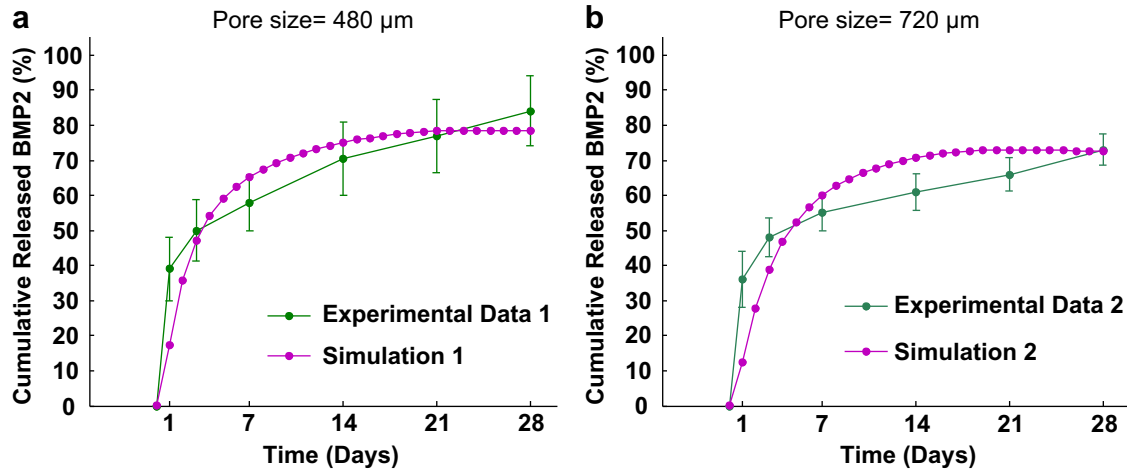 a
Pore size= 480 µm
Cumulative Released BMP2 (%)
100
90
80
70
60
50
40
30
20
10
0
1
7
14
21
28
Time (Days)
Experimental Data 1
Simulation 1
b
Pore size= 720 µm
Cumulative Released BMP2 (%)
100
90
80
70
60
50
40
30
20
10
0
1
7
14
21
28
Time (Days)
Experimental Data 2
Simulation 2